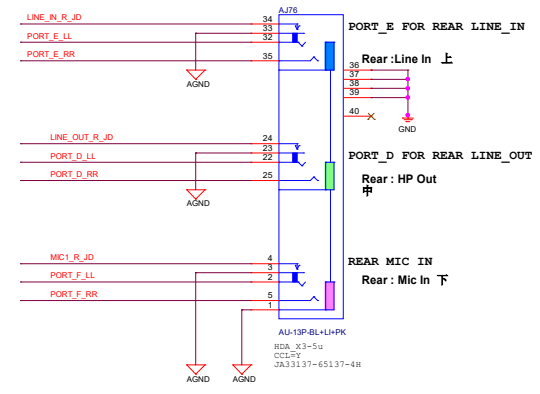 AJ76
LINE_IN_R_JD
34
33
PORT_E_LL
32
PORT_E_RR
35
AGND
PORT_E FOR REAR LINE_IN
Rear :Line In 上
36
37
38
39
40
GND
LINE_OUT_R_JD
24
23
PORT_D_LL
22
PORT_D_RR
25
AGND
PORT_D FOR REAR LINE_OUT
Rear : HP Out
中
MIC1_R_JD
4
3
PORT_F_LL
2
PORT_F_RR
5
1
AGND
AGND
REAR MIC IN
Rear : Mic In 下
AU-13P-BL+LI+PK
HDA_X3-5u
CCL=Y
JA33137-65137-4H